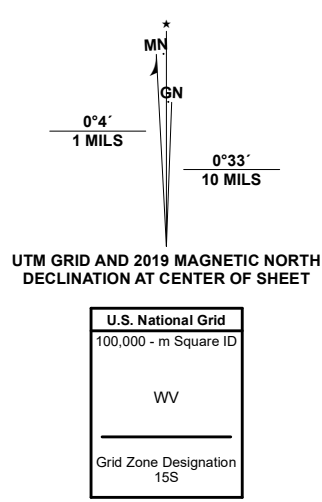 ★
MN
GN
0°4´
1 MILS
0°33´
10 MILS
UTM GRID AND 2019 MAGNETIC NORTH
DECLINATION AT CENTER OF SHEET
U.S. National Grid
100,000 - m Square ID
WV
Grid Zone Designation
15S